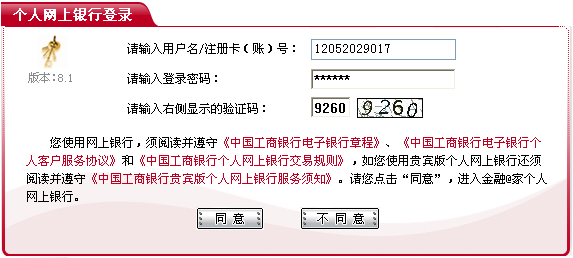 个人网上银行登录
请输入用户名/注册卡(账)号： 12052029017
版本:8.1
请输入登录密码： ******
请输入右侧显示的验证码： 9260 9260
您使用网上银行，须阅读并遵守《中国工商银行电子银行章程》、《中国工商银行电子银行个
人客户服务协议》和《中国工商银行个人网上银行交易规则》，如您使用贵宾版个人网上银行还须
阅读并遵守《中国工商银行贵宾版个人网上银行服务须知》。请您点击“同意”，进入金融@家个人
网上银行。
同 意 不 同 意